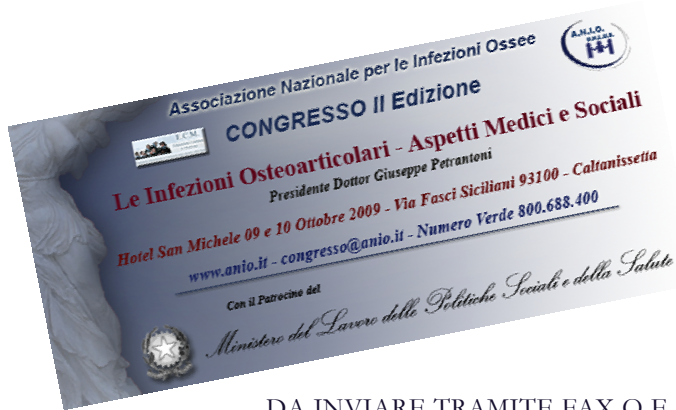 A.N.I.O.
O.N.L.U.S.
Associazione Nazionale per le Infezioni Ossee
CONGRESSO II Edizione
E.C.M.
Le Infezioni Osteoarticolari - Aspetti Medici e Sociali
Presidente Dottor Giuseppe Petrantoni
Hotel San Michele 09 e 10 Ottobre 2009 - Via Fasci Siciliani 93100 - Caltanissetta
www.anio.it - congresso@anio.it - Numero Verde 800.688.400
Con il Patrocino del
Ministero del Lavoro delle Politiche Sociali e della Salute
DA INVIARE TRAMITE FAX O E